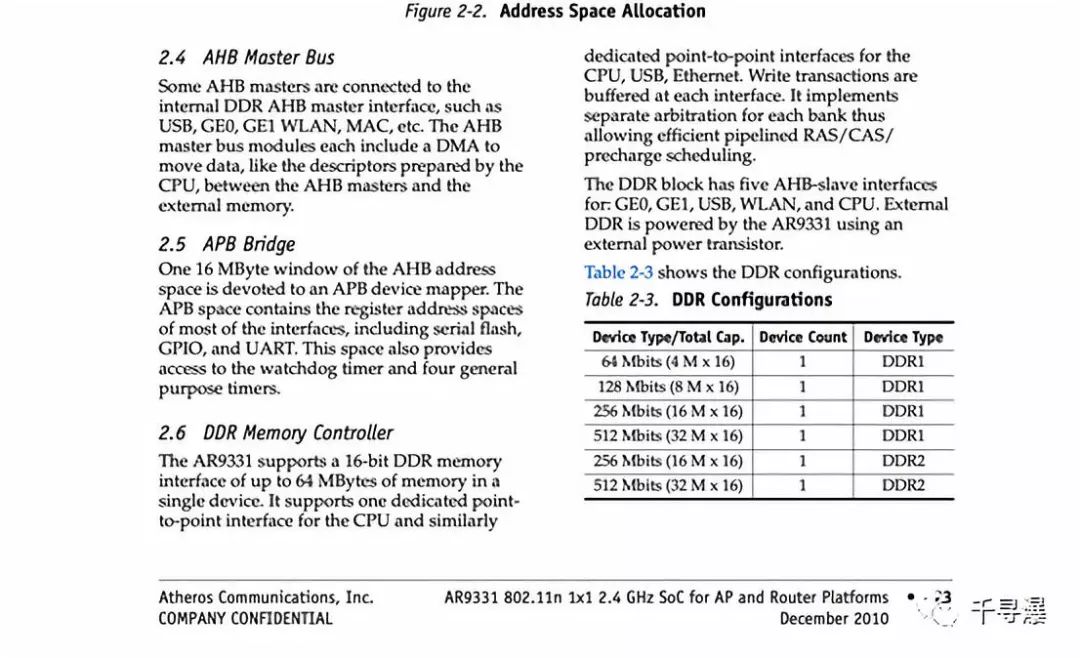 Figure 2-2. Address Space Allocation
2.4 AHB Master Bus
Some AHB masters are connected to the
internal DDR AHB master interface, such as
USB, GE0, GE1 WLAN, MAC, etc. The AHB
master bus modules each include a DMA to
move data, like the descriptors prepared by the
CPU, between the AHB masters and the
external memory.
2.5 APB Bridge
One 16 MByte window of the AHB address
space is devoted to an APB device mapper. The
APB space contains the register address spaces
of most of the interfaces, including serial flash,
GPIO, and UART. This space also provides
access to the watchdog timer and four general
purpose timers.
2.6 DDR Memory Controller
The AR9331 supports a 16-bit DDR memory
interface of up to 64 MBytes of memory in a
single device. It supports one dedicated point-
to-point interface for the CPU and similarly
dedicated point-to-point interfaces for the
CPU, USB, Ethernet. Write transactions are
buffered at each interface. It implements
separate arbitration for each bank thus
allowing efficient pipelined RAS/CAS/
precharge scheduling.
The DDR block has five AHB-slave interfaces
for: GE0, GE1, USB, WLAN, and CPU. External
DDR is powered by the AR9331 using an
external power transistor.
Table 2-3 shows the DDR configurations.
Table 2-3. DDR Configurations
Device Type/Total Cap. Device Count Device Type
64 Mbits (4 M x 16) 1 DDR1
128 Mbits (8 M x 16) 1 DDR1
256 Mbits (16 M x 16) 1 DDR1
512 Mbits (32 M x 16) 1 DDR1
256 Mbits (16 M x 16) 1 DDR2
512 Mbits (32 M x 16) 1 DDR2
Atheros Communications, Inc. AR9331 802.11n 1x1 2.4 GHz SoC for AP and Router Platforms •
COMPANY CONFIDENTIAL December 2010
千寻瀑